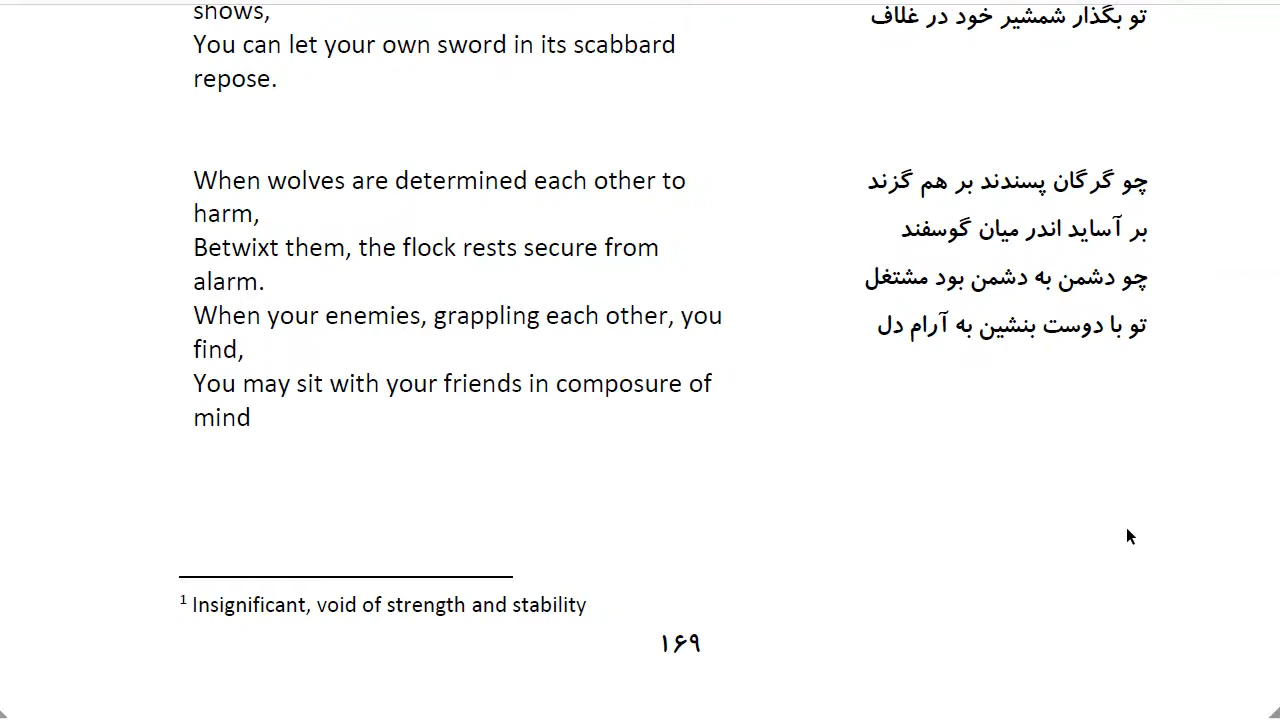 shows,
You can let your own sword in its scabbard
repose.
تو بگذار شمشیر خود در غلاف
When wolves are determined each other to
harm,
Betwixt them, the flock rests secure from
alarm.
When your enemies, grappling each other, you
find,
You may sit with your friends in composure of
mind
چو گرگان پسندند بر هم گزند
بر آساید اندر میان گوسفند
چو دشمن به دشمن بود مشتغل
تو با دوست بنشین به آرام دل
1 Insignificant, void of strength and stability
۱۶۹